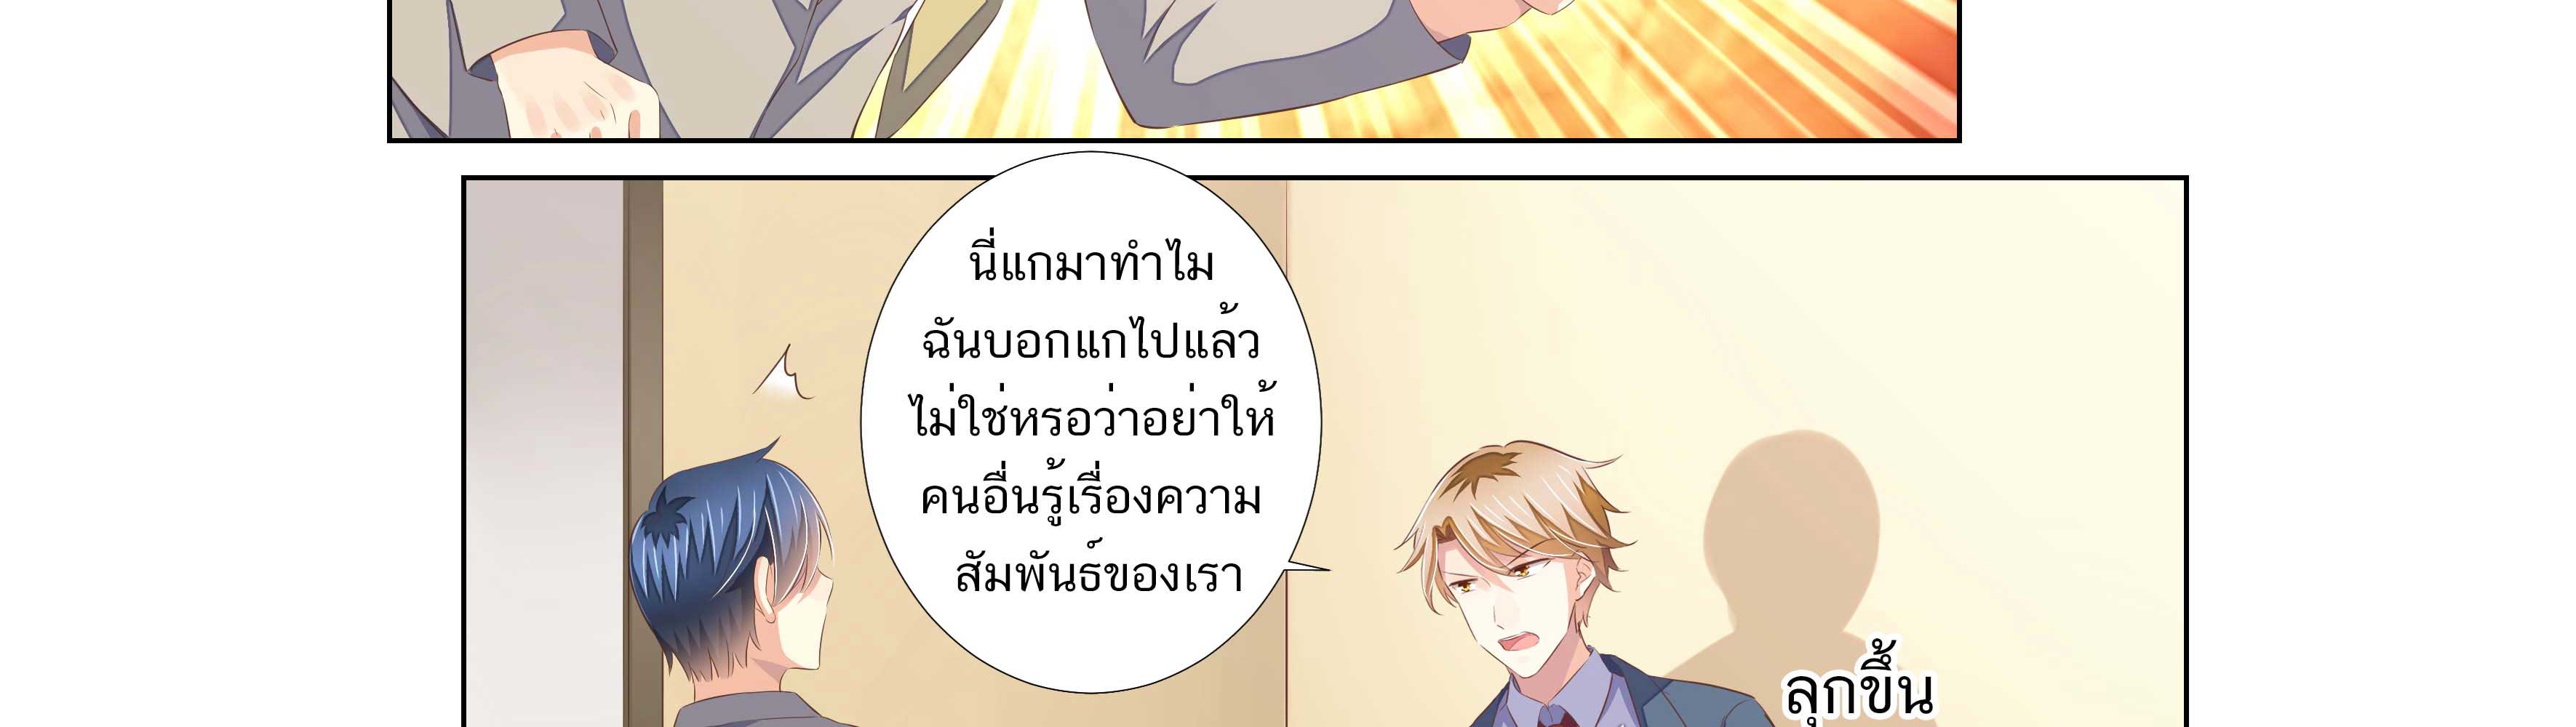 นี่แกมาทำไม
ฉันบอกแกไปแล้ว
ไม่ใช่หรอว่าอย่าให้
คนอื่นรู้เรื่องความ
สัมพันธ์ของเรา
ลุกขึ้น